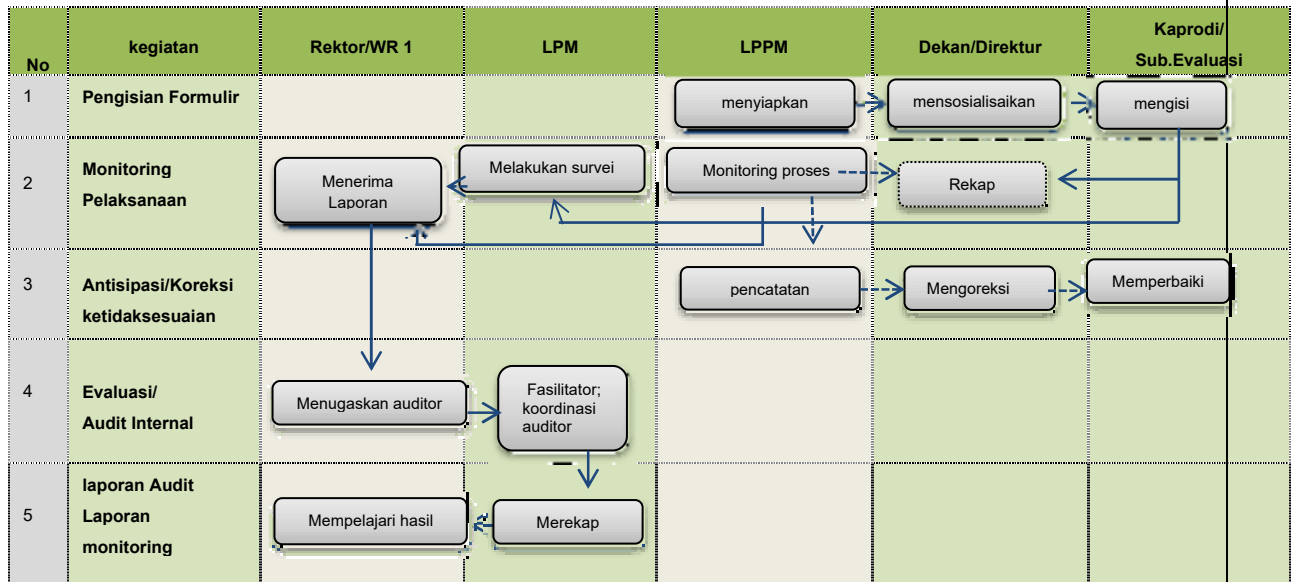 No
kegiatan
Rektor/WR 1
LPM
LPPM
Dekan/Direktur
Kaprodi/
Sub.Evaluasi
1
Pengisian Formulir
menyiapkan
mensosialisaikan
mengisi
2
Monitoring
Pelaksanaan
Menerima
Laporan
Melakukan survei
Monitoring proses
Rekap
3
Antisipasi/Koreksi
ketidaksesuaian
pencatatan
Mengoreksi
Memperbaiki
4
Evaluasi/
Audit Internal
Menugaskan auditor
Fasilitator;
koordinasi
auditor
5
laporan Audit
Laporan
monitoring
Mempelajari hasil
Merekap